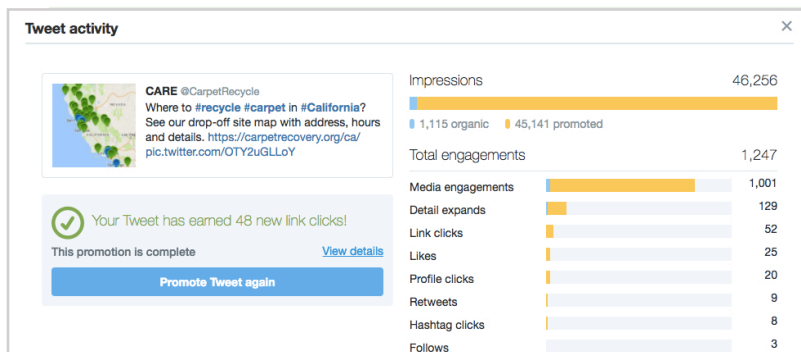 Tweet activity
CARE @CarpetRecycle
Where to #recycle #carpet in #California?
See our drop-off site map with address, hours
and details. https://carpetrecovery.org/ca/
pic.twitter.com/OTY2uGLLoY
Your Tweet has earned 48 new link clicks!
This promotion is complete View details
Promote Tweet again
Impressions 46,256
1,115 organic 45,141 promoted
Total engagements 1,247
Media engagements 1,001
Detail expands 129
Link clicks 52
Likes 25
Profile clicks 20
Retweets 9
Hashtag clicks 8
Follows 3